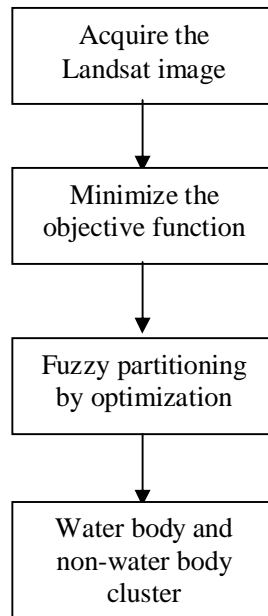 Acquire the
Landsat image
Minimize the
objective function
Fuzzy partitioning
by optimization
Water body and
non-water body
cluster